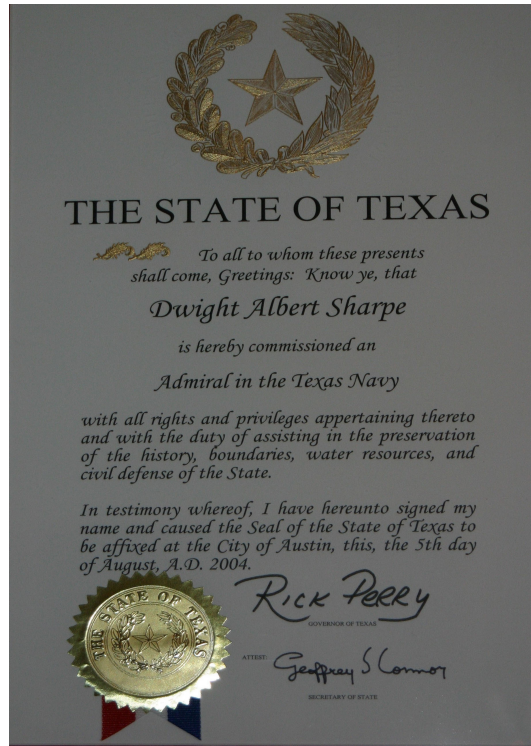 THE STATE OF TEXAS
To all to whom these presents
shall come, Greetings: Know ye, that
Dwight Albert Sharpe
is hereby commissioned an
Admiral in the Texas Navy
with all rights and privileges appertaining thereto
and with the duty of assisting in the preservation
of the history, boundaries, water resources, and
civil defense of the State.
In testimony whereof, I have hereunto signed my
name and caused the Seal of the State of Texas to
be affixed at the City of Austin, this, the 5th day
of August, A.D. 2004.
RICK PERRY
GOVERNOR OF TEXAS
THE STATE OF TEXAS
ATTEST:
Geoffrey S Connor
SECRETARY OF STATE